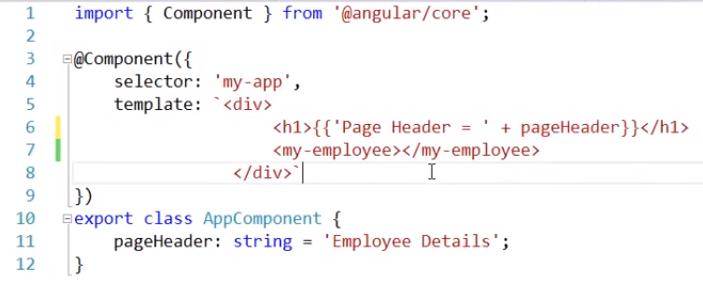 1 import { Component } from '@angular/core';
2
3 @Component({
4     selector: 'my-app',
5     template: `<div>
6                     <h1>{{'Page Header = ' + pageHeader}}</h1>
7                     <my-employee></my-employee>
8                 </div>`
9 })
10 export class AppComponent {
11     pageHeader: string = 'Employee Details';
12 }